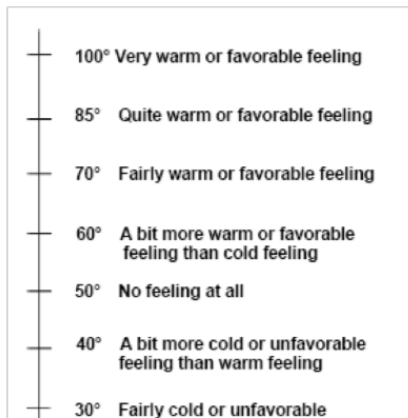 100° Very warm or favorable feeling
85° Quite warm or favorable feeling
70° Fairly warm or favorable feeling
60° A bit more warm or favorable
feeling than cold feeling
50° No feeling at all
40° A bit more cold or unfavorable
feeling than warm feeling
30° Fairly cold or unfavorable